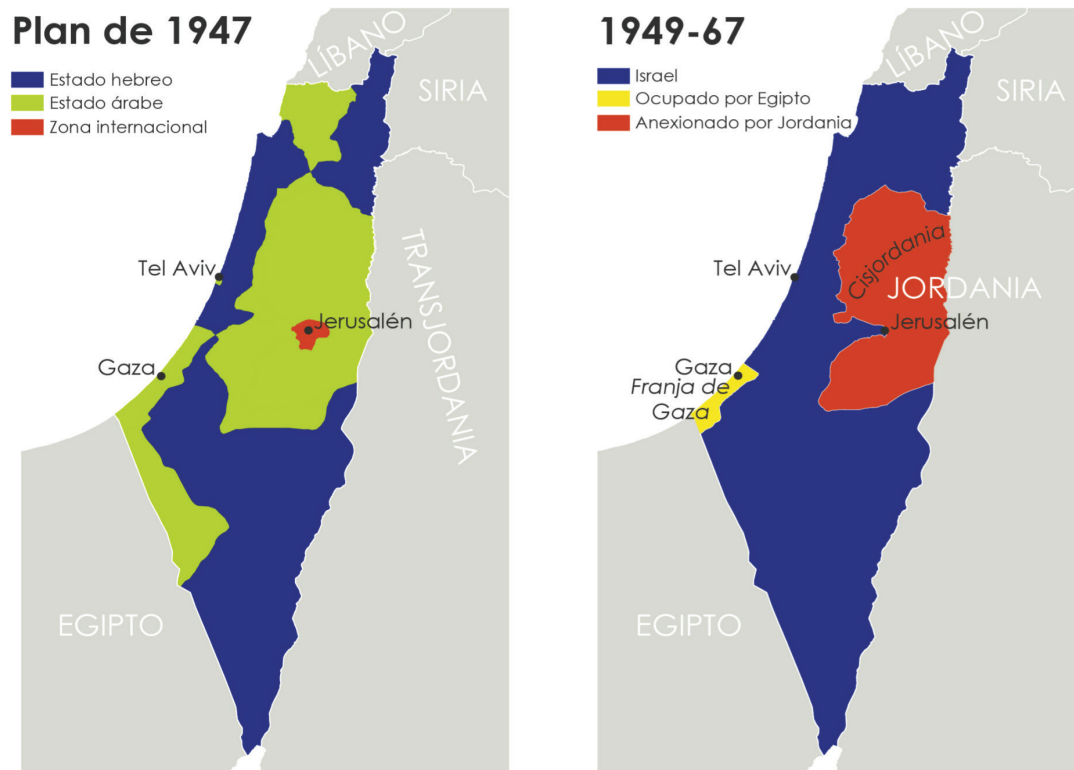 Plan de 1947
Estado hebreo
Estado árabe
Zona internacional
LÍBANO
SIRIA
Tel Aviv
TRANSJORDANIA
Jerusalén
Gaza
EGIPTO
1949-67
Israel
Ocupado por Egipto
Anexionado por Jordania
LÍBANO
SIRIA
Cisjordania
Tel Aviv
JORDANIA
Jerusalén
Gaza
Franja de
Gaza
EGIPTO